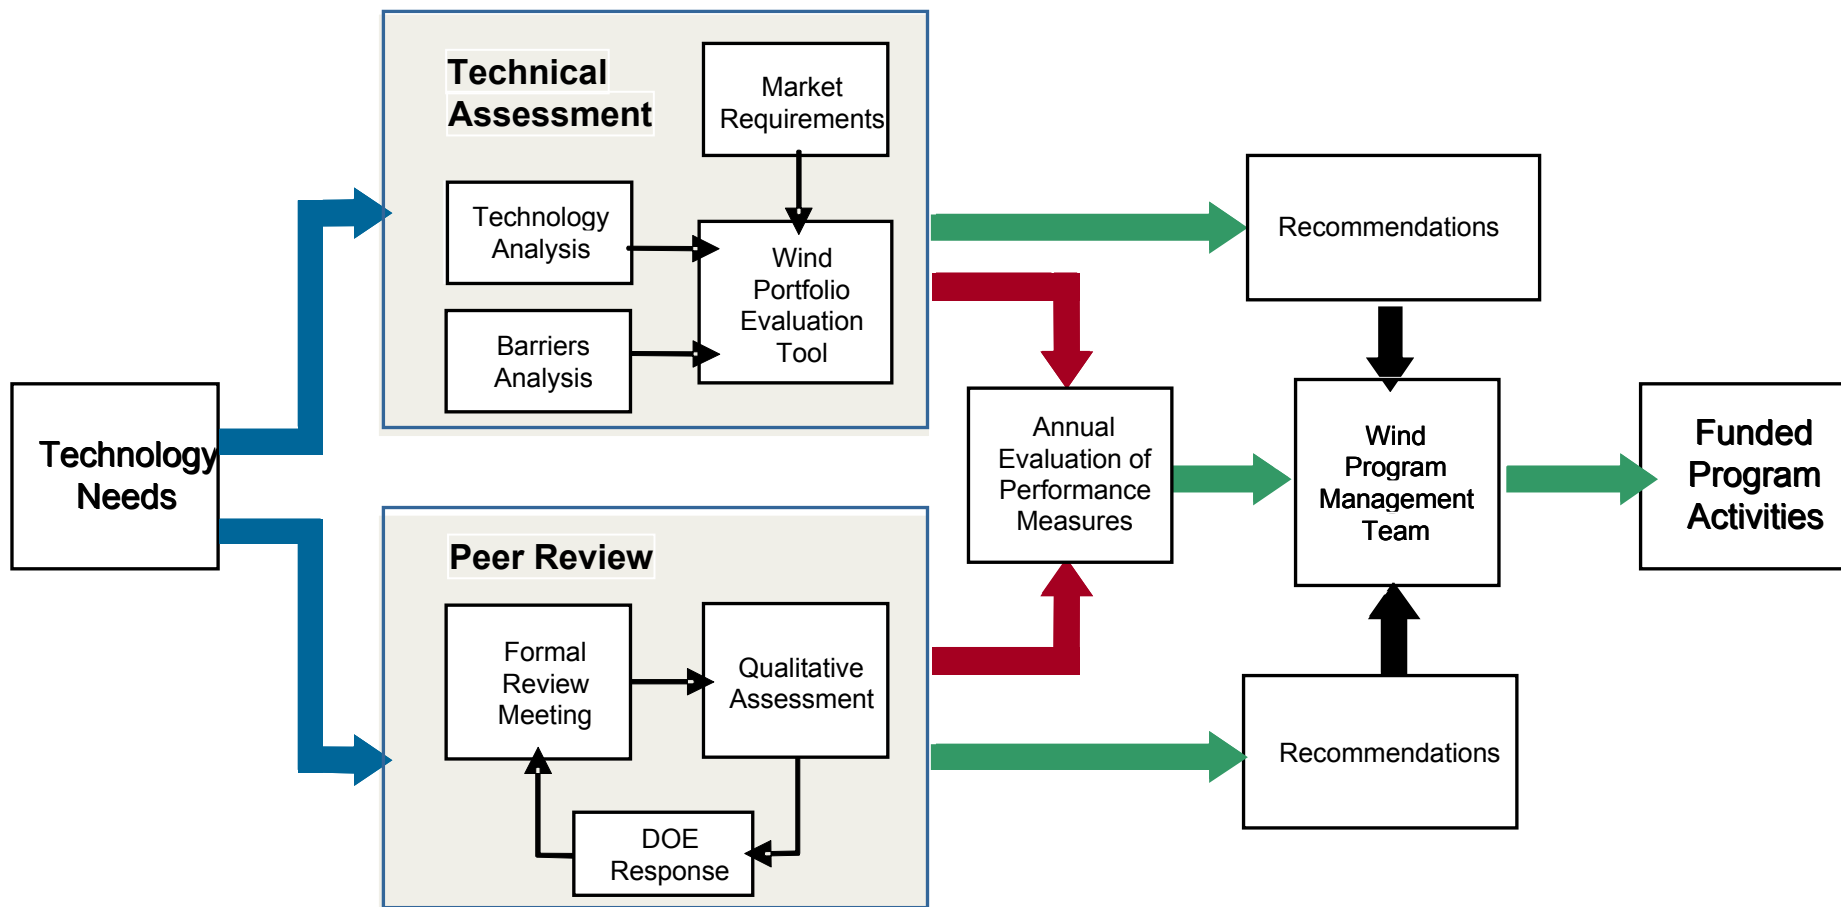 Technical
Assessment
Market
Requirements
Technology
Analysis
Wind
Portfolio
Evaluation
Tool
Barriers
Analysis
Technology
Needs
Peer Review
Formal
Review
Meeting
Qualitative
Assessment
DOE
Response
Annual
Evaluation of
Performance
Measures
Recommendations
Wind
Program
Management
Team
Recommendations
Funded
Program
Activities